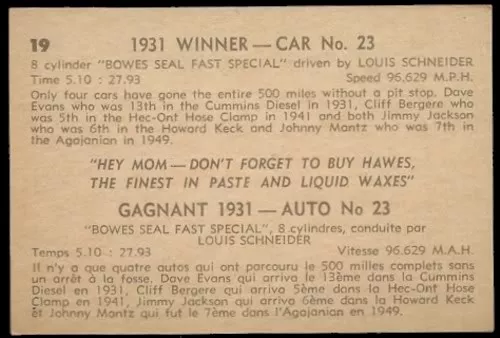 19 1931 WINNER — CAR No. 23
8 cylinder "BOWES SEAL FAST SPECIAL" driven by LOUIS SCHNEIDER
Time 5.10 : 27.93 Speed 96.629 M.P.H.
Only four cars have gone the entire 500 miles without a pit stop. Dave
Evans who was 13th in the Cummins Diesel in 1931, Cliff Bergere who
was 5th in the Hec-Ont Hose Clamp in 1941 and both Jimmy Jackson
who was 6th in the Howard Keck and Johnny Mantz who was 7th in
the Agajanian in 1949.
"HEY MOM — DON'T FORGET TO BUY HAWES,
THE FINEST IN PASTE AND LIQUID WAXES"
GAGNANT 1931 — AUTO No 23
"BOWES SEAL FAST SPECIAL", 8 cylindres, conduite par
LOUIS SCHNEIDER
Temps 5.10 : 27.93 Vitesse 96.629 M.A.H.
Il n'y a que quatre autos qui ont parcouru le 500 milles complets sans
un arrêt à la fosse. Dave Evans qui arriva le 13ème dans la Cummins
Diesel en 1931, Cliff Bergere qui arriva 5ème dans la Hec-Ont Hose
Clamp en 1941, Jimmy Jackson qui arriva 6ème dans la Howard Keck
et Johnny Mantz qui fut le 7ème dans l'Agajanian en 1949.